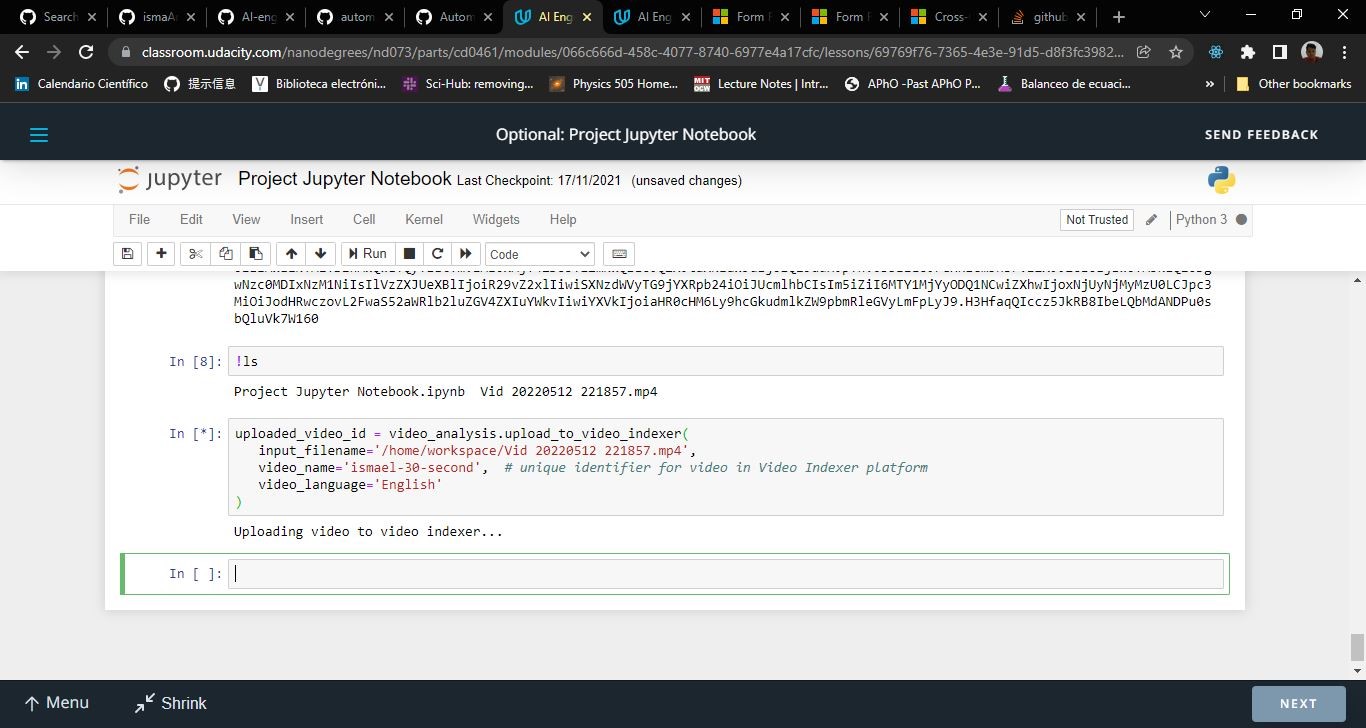 Search
ismaA
AI-eng
autom
Autom
AI Eng
AI Eng
Form F
Form F
Cross-
github
classroom.udacity.com/nanodegrees/nd073/parts/cd0461/modules/066c666d-458c-4077-8740-6977e4a17cfc/lessons/69769f76-7365-4e3e-91d5-d8f3fc3982...
Calendario Científico
提示信息
Biblioteca electróni...
Sci-Hub: removing...
Physics 505 Home...
Lecture Notes | Intr...
APhO -Past APhO P...
Balanceo de ecuaci...
» Other bookmarks
Optional: Project Jupyter Notebook
SEND FEEDBACK
jupyter Project Jupyter Notebook Last Checkpoint: 17/11/2021 (unsaved changes)
File Edit View Insert Cell Kernel Widgets Help
Not Trusted Python 3
Run Code
wNzc0MDIxNzM1NiIsIlVzZXJUeXBlIjoiR29vZ2xlIiwiSXNzdWVyTG9jYXRpb24iOiJUcmlhbCIsIm5iZiI6MTY1MjYyODQ1NCwiZXhwIjoxNjUyNjMyMzU0LCJpc3
MiOiJodHRwczovL2FwaS52aWRlb2luZGV4ZXIuYWkvIiwiYXVkIjoiaHR0cHM6Ly9hcGkudmlkZW9pbmRleGVyLmFpLyJ9.H3HfaqQIccz5JkRB8IbeLQbMdANDPu0s
bQluVk7W160
In [8]: !ls
Project Jupyter Notebook.ipynb Vid 20220512 221857.mp4
In [*]: uploaded_video_id = video_analysis.upload_to_video_indexer(
input_filename='/home/workspace/Vid 20220512 221857.mp4',
video_name='ismael-30-second', # unique identifier for video in Video Indexer platform
video_language='English'
)
Uploading video to video indexer...
In [ ]:
Menu
Shrink
NEXT